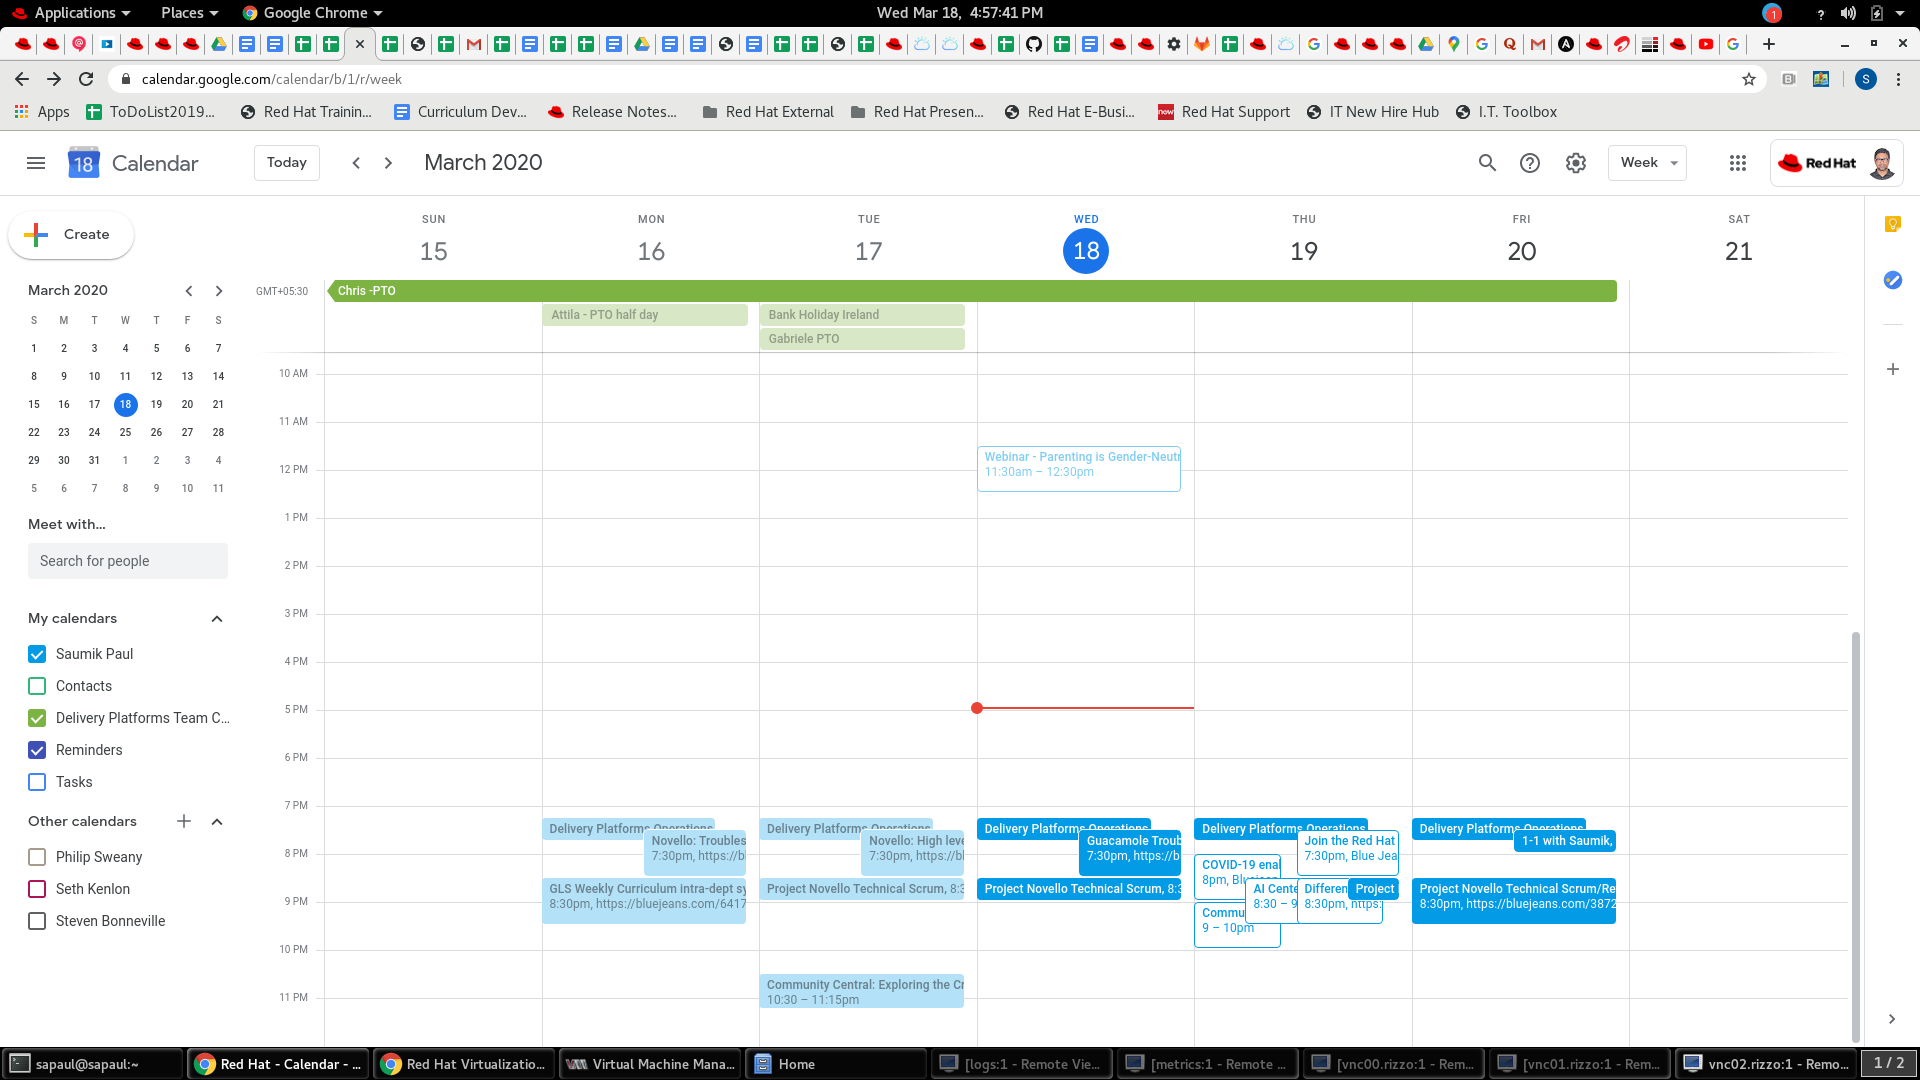 Applications
Places
Google Chrome
Wed Mar 18, 4:57:41 PM
1
?
calendar.google.com/calendar/b/1/r/week
S
Apps
ToDoList2019...
Red Hat Trainin...
Curriculum Dev...
Release Notes...
Red Hat External
Red Hat Presen...
Red Hat E-Busi...
now
Red Hat Support
IT New Hire Hub
I.T. Toolbox
18
Calendar
Today
March 2020
Week
Red Hat
Create
SUN
15
MON
16
TUE
17
WED
18
THU
19
FRI
20
SAT
21
March 2020
S M T W T F S
1 2 3 4 5 6 7
8 9 10 11 12 13 14
15 16 17 18 19 20 21
22 23 24 25 26 27 28
29 30 31 1 2 3 4
5 6 7 8 9 10 11
GMT+05:30
Chris -PTO
Attila - PTO half day
Bank Holiday Ireland
Gabriele PTO
10 AM
11 AM
12 PM
1 PM
2 PM
3 PM
4 PM
5 PM
6 PM
7 PM
8 PM
9 PM
10 PM
11 PM
Meet with...
Search for people
My calendars
Saumik Paul
Contacts
Delivery Platforms Team C...
Reminders
Tasks
Other calendars
Philip Sweany
Seth Kenlon
Steven Bonneville
Delivery Platforms Operations
Novello: Troubles
7:30pm, https://bl
GLS Weekly Curriculum intra-dept sy
8:30pm, https://bluejeans.com/6417
Delivery Platforms Operations
Novello: High leve
7:30pm, https://bl
Project Novello Technical Scrum, 8:3
Community Central: Exploring the Cr
10:30 – 11:15pm
Webinar - Parenting is Gender-Neutr
11:30am – 12:30pm
Delivery Platforms Operations
Guacamole Troub
7:30pm, https://b
Project Novello Technical Scrum, 8:3
Delivery Platforms Operations
Join the Red Hat
7:30pm, Blue Jea
COVID-19 enal
8pm, Bluejean
AI Cente
8:30 – 9
Differen
8:30pm, https:
Project
Commu
9 – 10pm
Delivery Platforms Operations
1-1 with Saumik,
Project Novello Technical Scrum/Re
8:30pm, https://bluejeans.com/3872
sapaul@sapaul:~
Red Hat - Calendar - ...
Red Hat Virtualizatio...
Virtual Machine Mana...
Home
[logs:1 - Remote Vie...
[metrics:1 - Remote ...
[vnc00.rizzo:1 - Rem...
[vnc01.rizzo:1 - Rem...
vnc02.rizzo:1 - Remo...
1 / 2